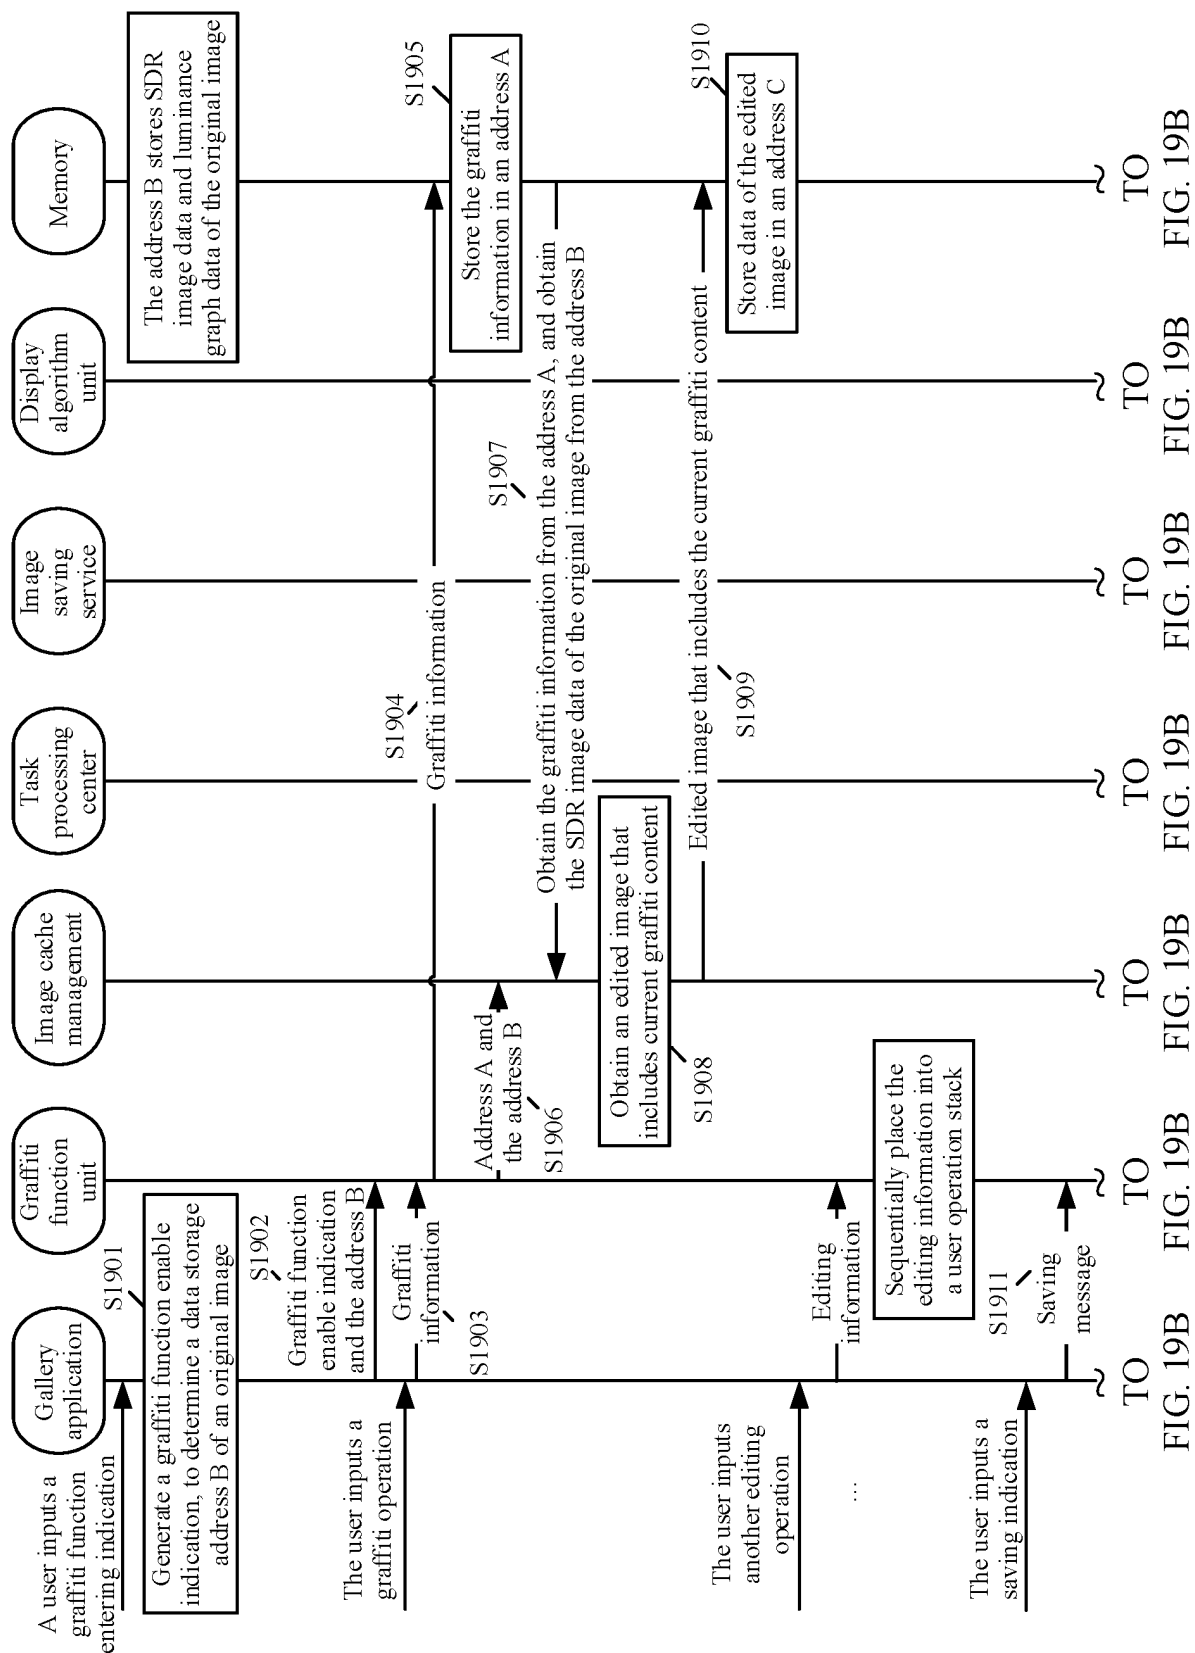 A user inputs a
graffiti function
entering indication
Gallery
application
Graffiti
function
unit
Image cache
management
Task
processing
center
Image
saving
service
Display
algorithm
unit
Memory
S1901
Generate a graffiti function enable
indication, to determine a data storage
address B of an original image
The address B stores SDR
image data and luminance
graph data of the original image
S1902
Graffiti function
enable indication
and the address B
The user inputs a
graffiti operation
Graffiti
information
S1903
S1904
Graffiti information
S1905
Store the graffiti
information in an address A
Address A and
the address B
S1906
S1907
Obtain the graffiti information from the address A, and obtain
the SDR image data of the original image from the address B
Obtain an edited image that
includes current graffiti content
S1908
Edited image that includes the current graffiti content
S1909
S1910
Store data of the edited
image in an address C
The user inputs
another editing
operation
Editing
information
...
Sequentially place the
editing information into
a user operation stack
The user inputs a
saving indication
S1911
Saving
message
TO
FIG. 19B
TO
FIG. 19B
TO
FIG. 19B
TO
FIG. 19B
TO
FIG. 19B
TO
FIG. 19B
TO
FIG. 19B